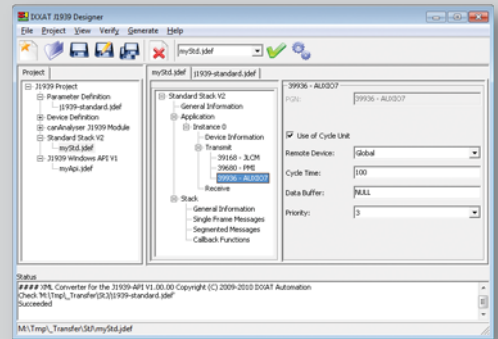 IXXAT J1939 Designer
File Project View Verify Generate Help
myStd.jdef
Project
J1939 Project
Parameter Definition
j1939-standard.jdef
Device Definition
canAnalyser J1939 Module
Standard Stack V2
myStd.jdef
J1939 Windows API V1
myApi.jdef
myStd.jdef j1939-standard.jdef
Standard Stack V2
General Information
Application
Instance 0
Device Information
Transmit
39168 - JLCM
39680 - PMI
39936 - AUXIO7
Receive
Stack
General Information
Single Frame Messages
Segmented Messages
Callback Functions
39936 - AUXIO7
PGN: 39936 - AUXIO7
Use of Cycle Unit
Remote Device: Global
Cycle Time: 100
Data Buffer: NULL
Priority: 3
Status
#### XML Converter for the J1939-API V1.00.00 Copyright (C) 2009-2010 IXXAT Automation
Check 'M:\Tmp\_Transfer\StJ/j1939-standard.jdef'
Succeeded
M:\Tmp\_Transfer\StJ/myStd.jdef